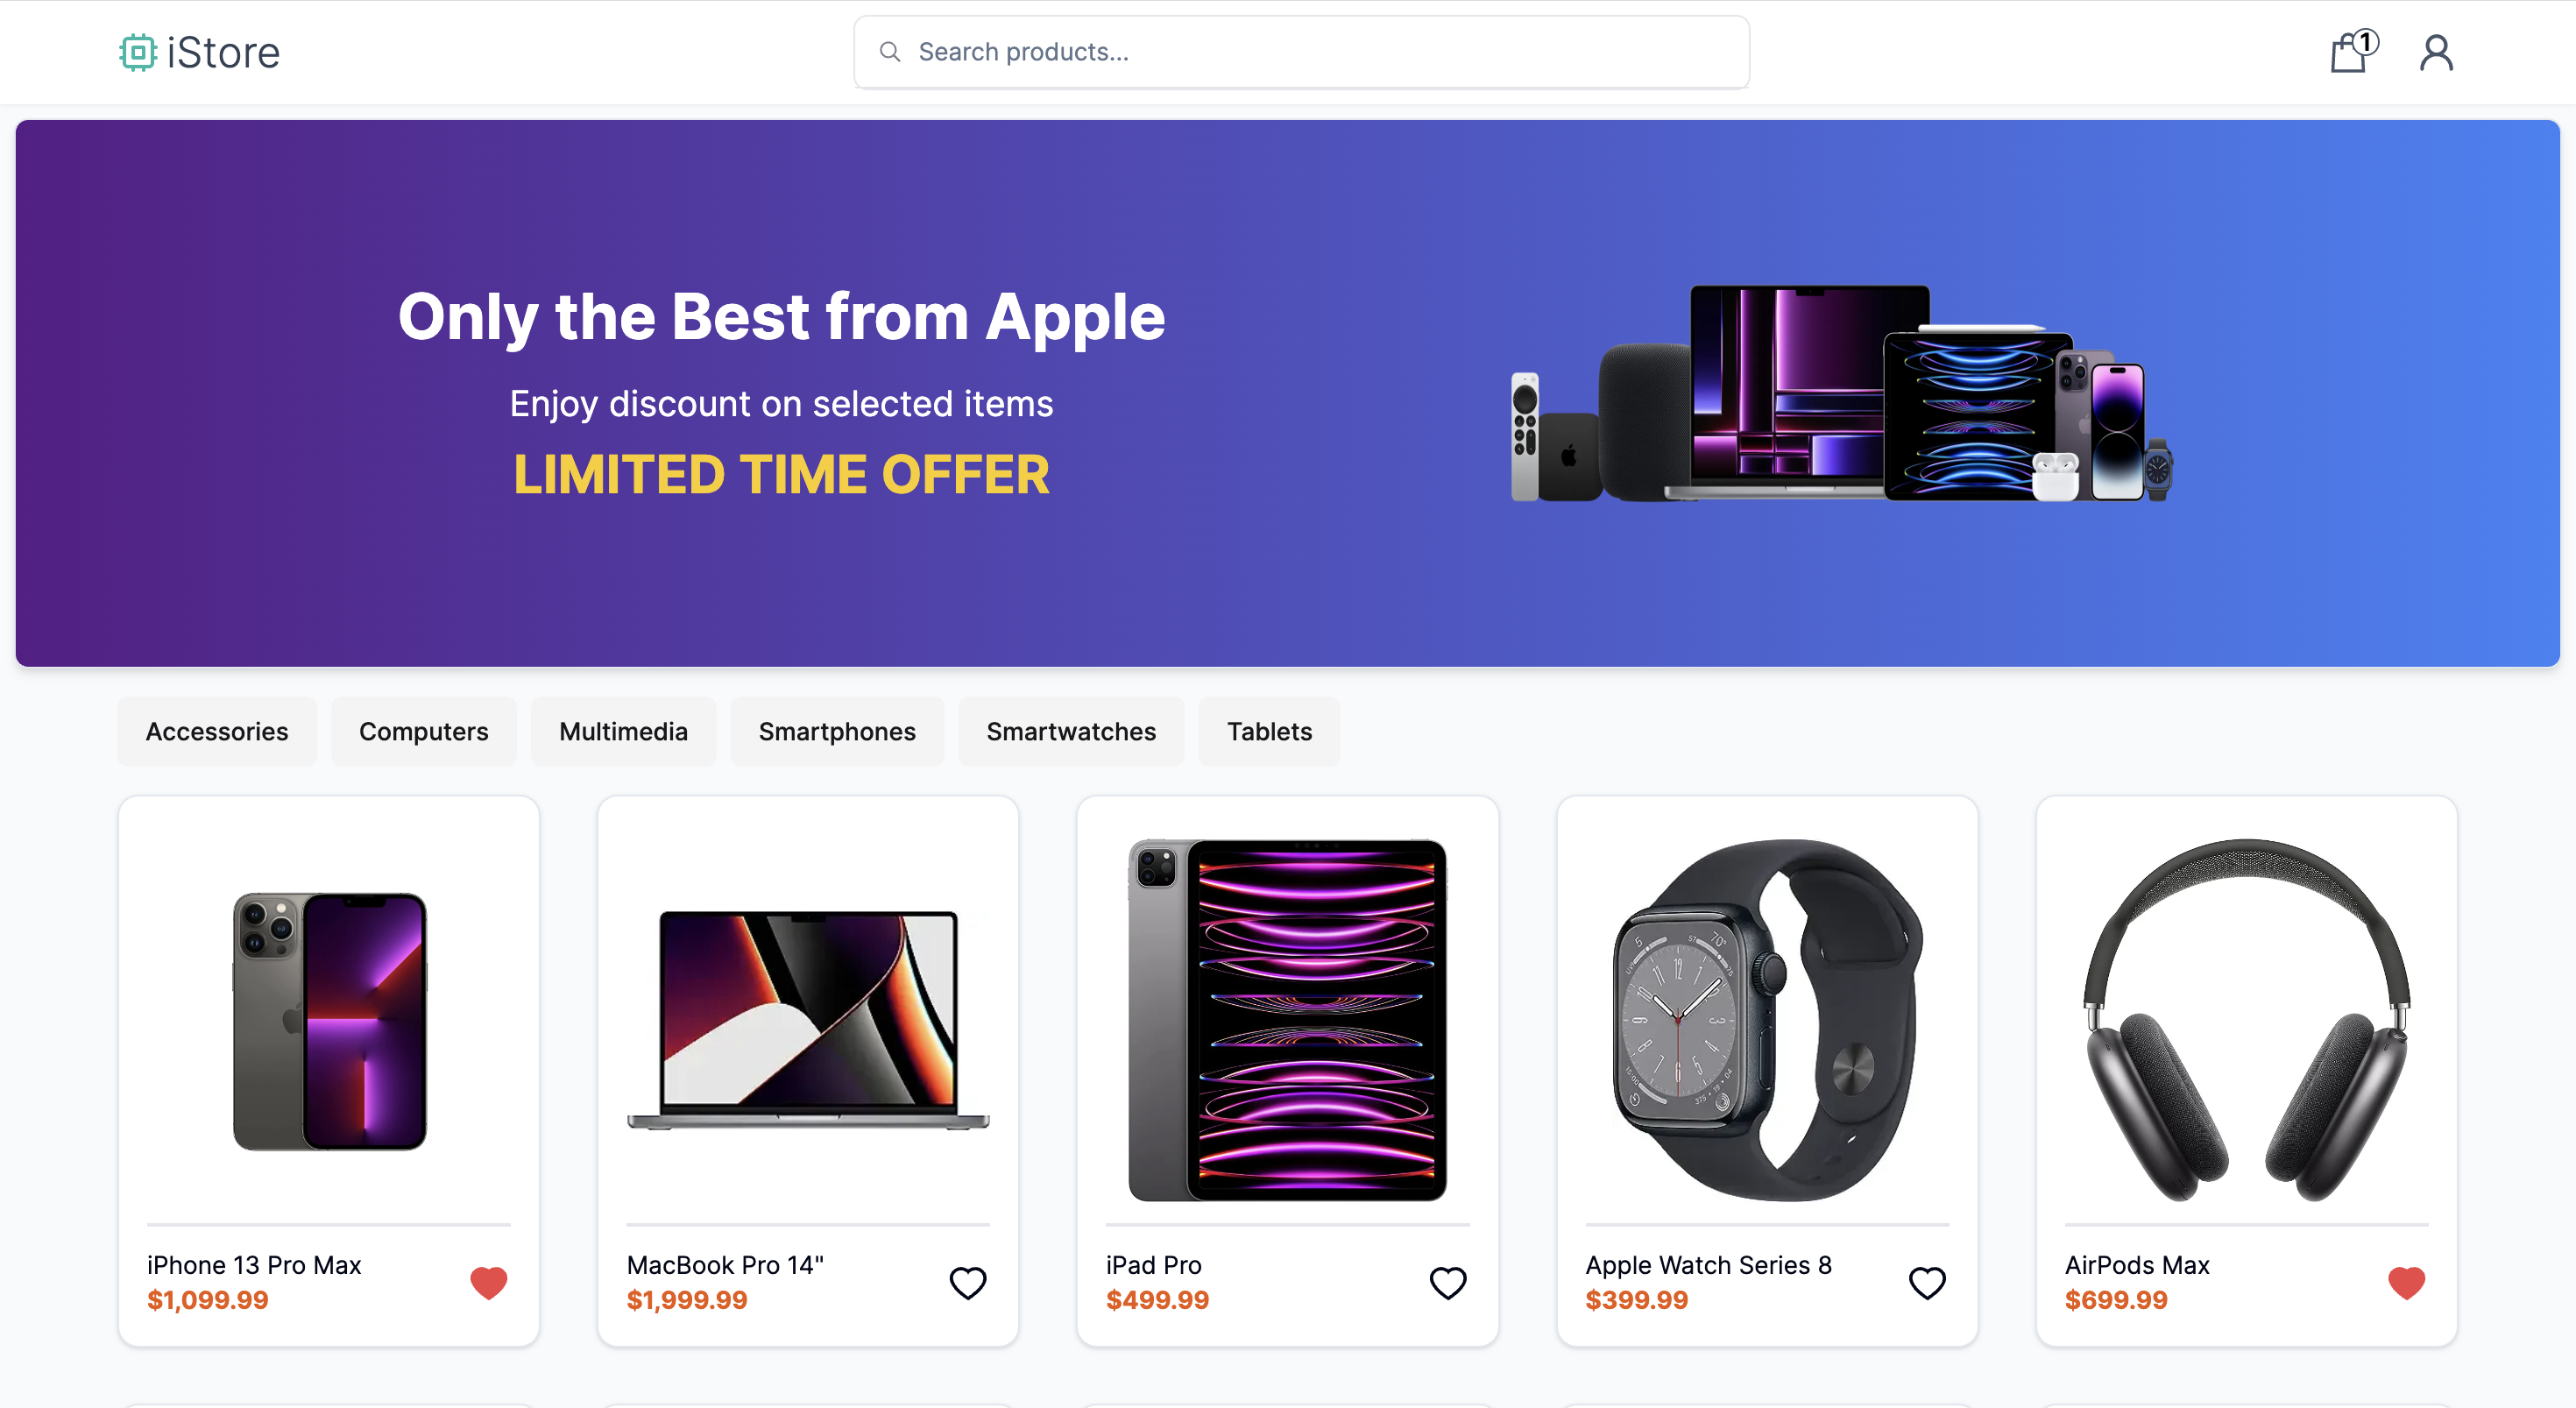 iStore
Search products...
1
Only the Best from Apple
Enjoy discount on selected items
LIMITED TIME OFFER
Accessories
Computers
Multimedia
Smartphones
Smartwatches
Tablets
iPhone 13 Pro Max
$1,099.99
MacBook Pro 14"
$1,999.99
iPad Pro
$499.99
Apple Watch Series 8
$399.99
AirPods Max
$699.99